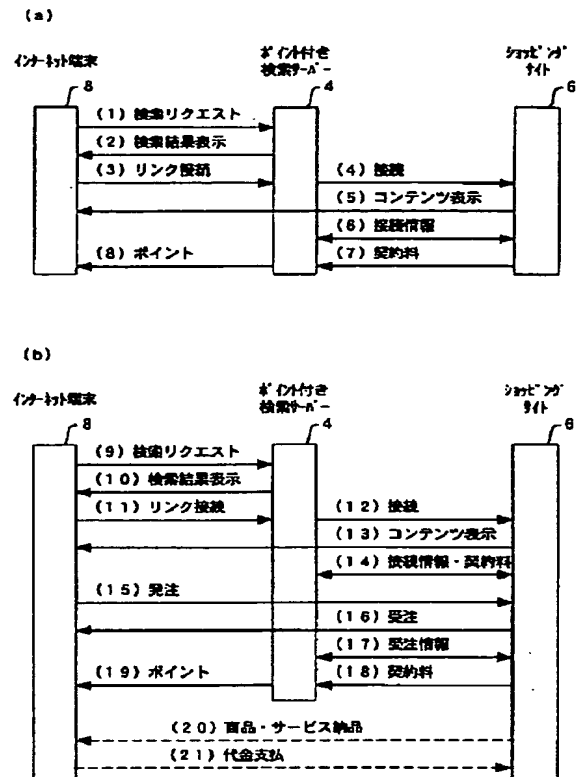 (a)
インターネット端末
ポイント付き
検索サーバー
ショッピング
サイト
8
4
6
(1) 検索リクエスト
(2) 検索結果表示
(3) リンク接続
(4) 接続
(5) コンテンツ表示
(6) 接続情報
(7) 契約料
(8) ポイント
(b)
インターネット端末
ポイント付き
検索サーバー
ショッピング
サイト
8
4
6
(9) 検索リクエスト
(10) 検索結果表示
(11) リンク接続
(12) 接続
(13) コンテンツ表示
(14) 接続情報・契約料
(15) 発注
(16) 受注
(17) 受注情報
(18) 契約料
(19) ポイント
(20) 商品・サービス納品
(21) 代金支払